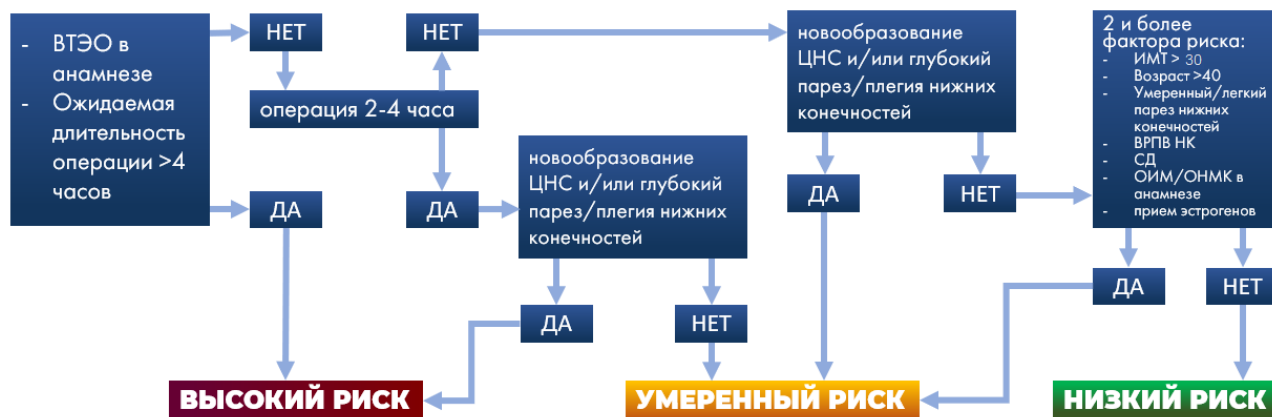 - ВТЭО в
анамнезе
- Ожидаемая
длительность
операции >4
часов
НЕТ
ДА
операция 2-4 часа
НЕТ
ДА
новообразование
ЦНС и/или глубокий
парез/плегия нижних
конечностей
ДА
НЕТ
новообразование
ЦНС и/или глубокий
парез/плегия нижних
конечностей
ДА
НЕТ
2 и более
фактора риска:
- ИМТ > 30
- Возраст >40
- Умеренный/легкий
парез нижних
конечностей
- ВРПВ НК
- СД
- ОИМ/ОНМК в
анамнезе
- прием эстрогенов
ДА
НЕТ
ВЫСОКИЙ РИСК
УМЕРЕННЫЙ РИСК
НИЗКИЙ РИСК